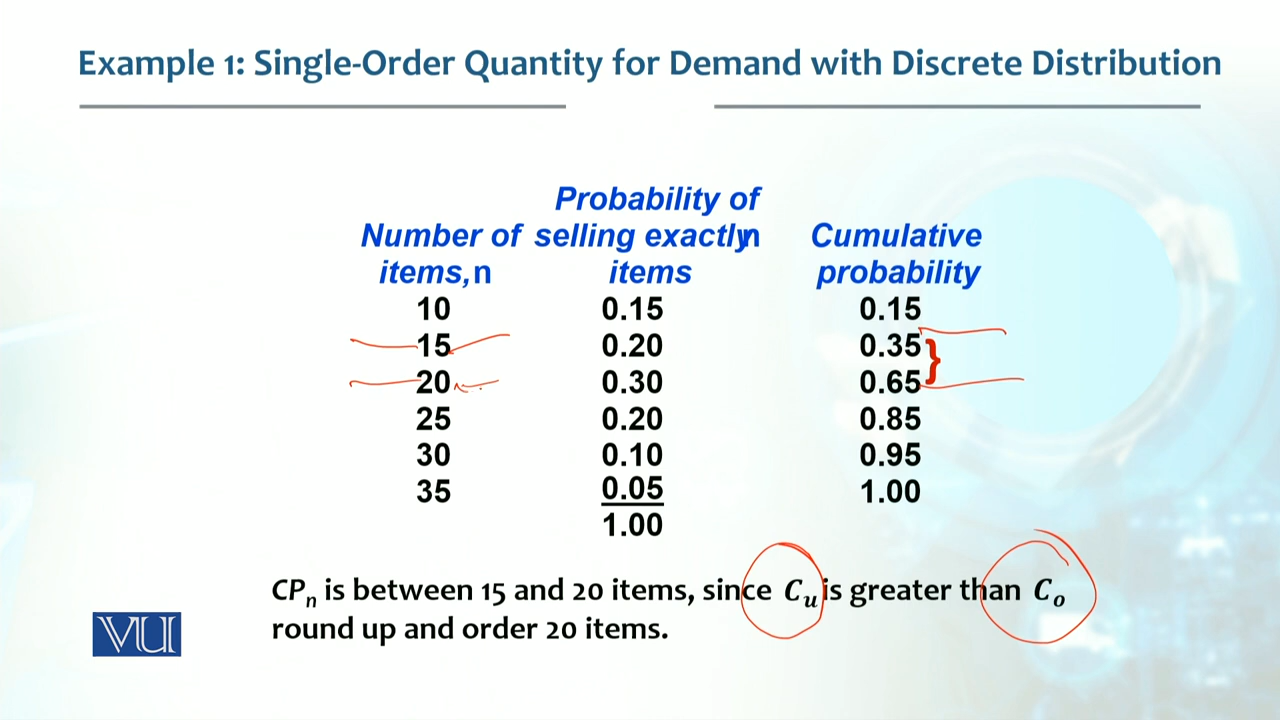 Example 1: Single-Order Quantity for Demand with Discrete Distribution
Probability of
Number of selling exactly n Cumulative
items, n items probability
10 0.15 0.15
15 0.20 0.35 }
20 0.30 0.65
25 0.20 0.85
30 0.10 0.95
35 0.05 1.00
1.00
CPn is between 15 and 20 items, since Cu is greater than Co
round up and order 20 items.
VU